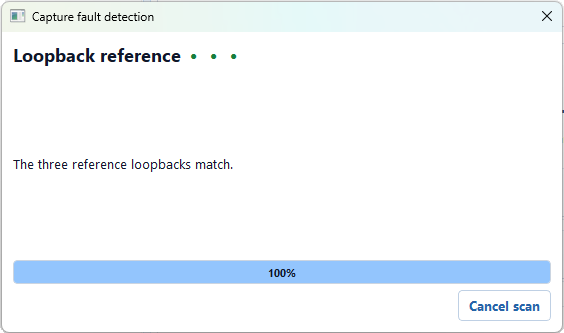 Capture fault detection
Loopback reference • • •
The three reference loopbacks match.
100%
Cancel scan